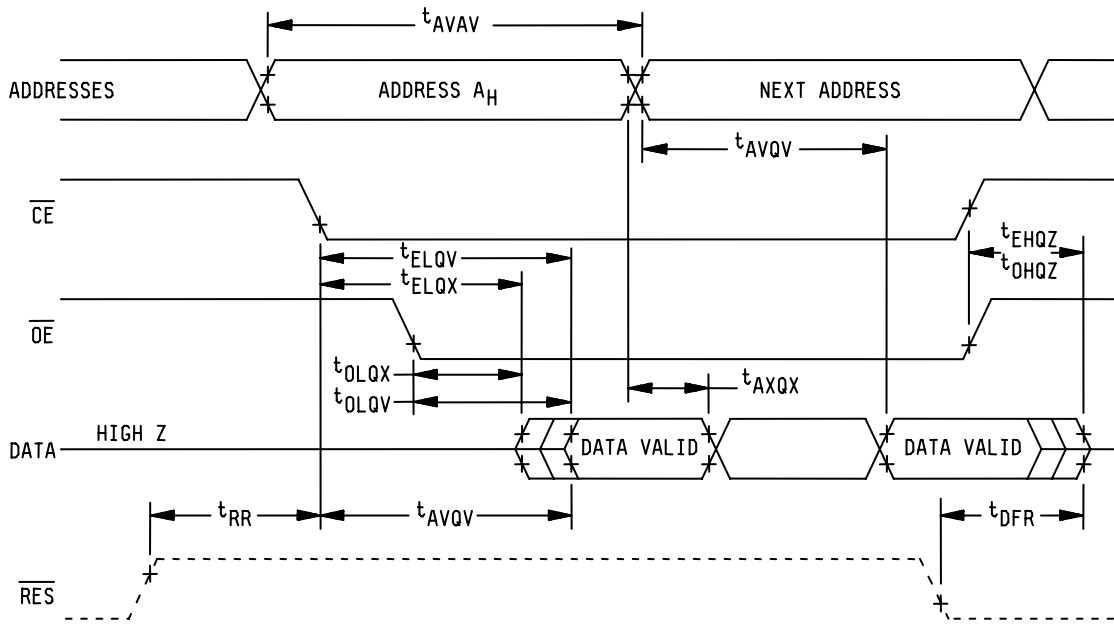 tAVAV
ADDRESSES ADDRESS AH NEXT ADDRESS
tAVQV
CE
tELQV tEHQZ
tELQX tOHQZ
OE
tOLQX tAXQX
tOLQV
HIGH Z
DATA DATA VALID DATA VALID
tRR tAVQV tDFR
RES